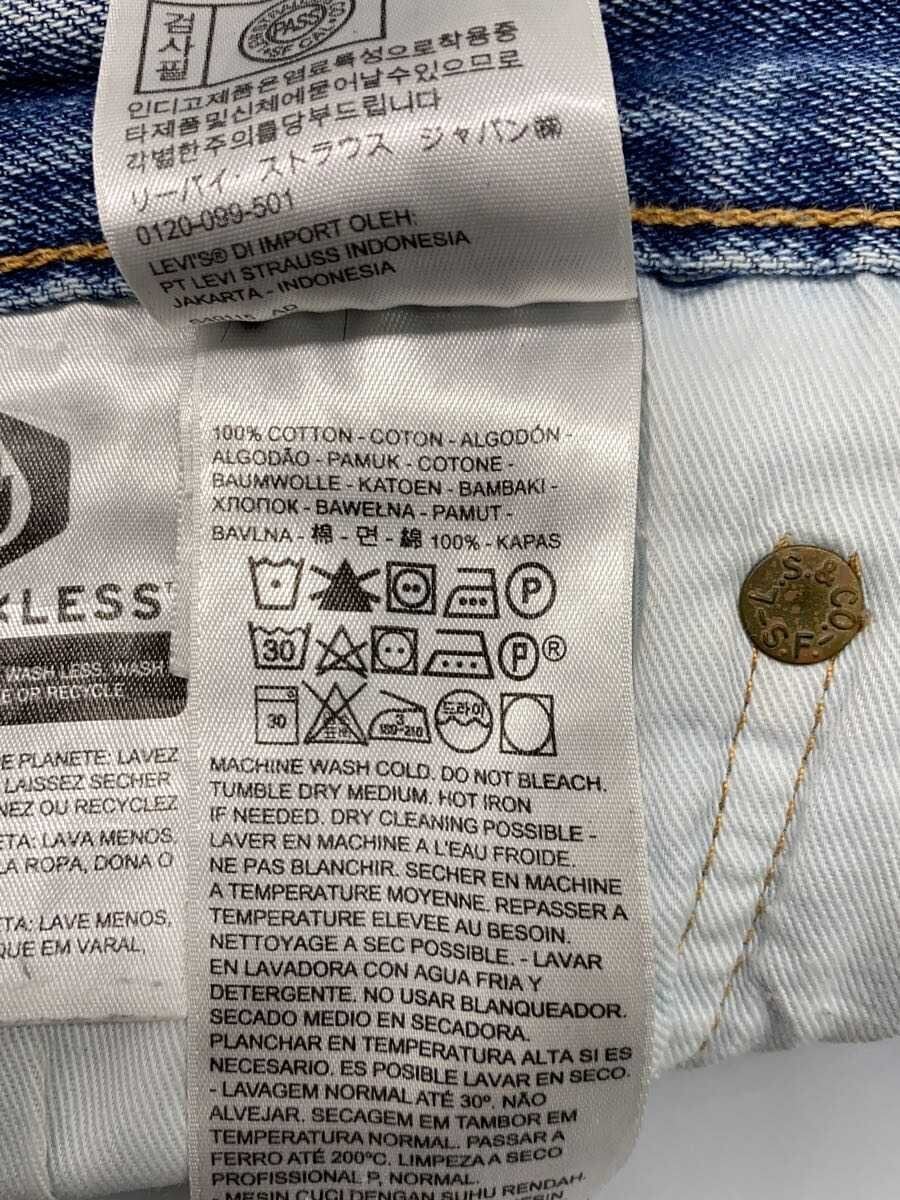 검사필
PASS
인디고제품은염료특성으로착용중
타제품및신체에묻어날수있으므로
각별한주의를당부드립니다
リーバイ・ストラウス ジャパン㈱
0120-099-501
LEVI'S® DI IMPORT OLEH:
PT LEVI STRAUSS INDONESIA
JAKARTA - INDONESIA
100% COTTON - COTON - ALGODÓN -
ALGODÃO - PAMUK - COTONE -
BAUMWOLLE - KATOEN - BAMBAKI -
ХЛОПОК - BAWEŁNA - PAMUT -
BAVLNA - 棉 - 면 - 綿 100% - KAPAS
P
30 P®
30 표백 3 180-210 드라이
MACHINE WASH COLD. DO NOT BLEACH.
TUMBLE DRY MEDIUM. HOT IRON
IF NEEDED. DRY CLEANING POSSIBLE -
LAVER EN MACHINE A L'EAU FROIDE.
NE PAS BLANCHIR. SECHER EN MACHINE
A TEMPERATURE MOYENNE. REPASSER A
TEMPERATURE ELEVEE AU BESOIN.
NETTOYAGE A SEC POSSIBLE. - LAVAR
EN LAVADORA CON AGUA FRIA Y
DETERGENTE. NO USAR BLANQUEADOR.
SECADO MEDIO EN SECADORA.
PLANCHAR EN TEMPERATURA ALTA SI ES
NECESARIO. ES POSIBLE LAVAR EN SECO.
- LAVAGEM NORMAL ATÉ 30º. NÃO
ALVEJAR. SECAGEM EM TAMBOR EM
TEMPERATURA NORMAL. PASSAR A
FERRO ATÉ 200ºC. LIMPEZA A SECO
PROFISSIONAL P, NORMAL.
- MESIN CUCI DENGAN SUHU RENDAH.
LESS
WASH LESS, WASH
OR RECYCLE
E PLANETE: LAVEZ
LAISSEZ SECHER
NEZ OU RECYCLEZ
ETA: LAVA MENOS,
LA ROPA, DONA O
ETA: LAVE MENOS,
QUE EM VARAL,
L.S.& CO.
-S.F.-